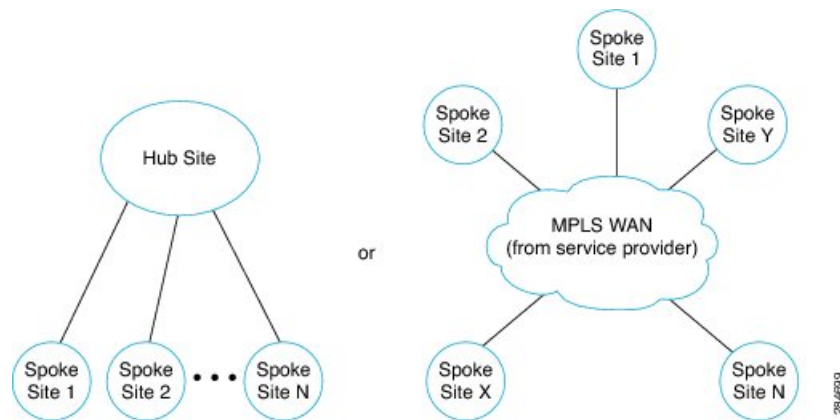 Hub Site
Spoke
Site 1
Spoke
Site 2
Spoke
Site N
or
Spoke
Site 1
Spoke
Site 2
Spoke
Site Y
MPLS WAN
(from service provider)
Spoke
Site X
Spoke
Site N